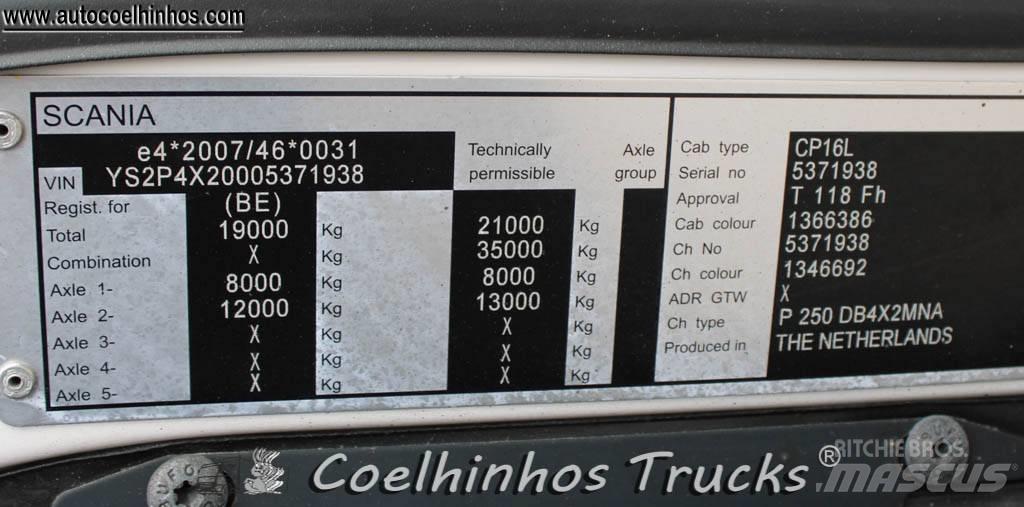 www.autocoelhinhos.com
SCANIA
e4*2007/46*0031
VIN YS2P4X20005371938
Technically permissible
Axle group
Regist. for (BE)
Total 19000 Kg 21000 Kg
Combination X Kg 35000 Kg
Axle 1- 8000 Kg 8000 Kg
Axle 2- 12000 Kg 13000 Kg
Axle 3- X Kg X Kg
Axle 4- X Kg X Kg
Axle 5- X Kg X Kg
Cab type CP16L
Serial no 5371938
Approval T 118 Fh
Cab colour 1366386
Ch No 5371938
Ch colour 1346692
ADR GTW X
Ch type P 250 DB4X2MNA
Produced in THE NETHERLANDS
Coelhinhos Trucks®
RITCHIE BROS.
MASCUS